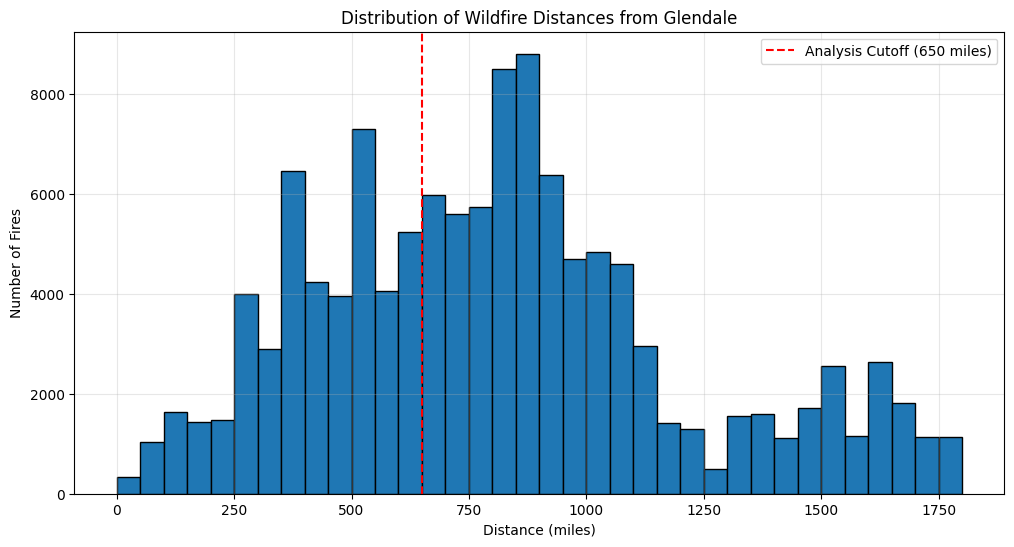 Distribution of Wildfire Distances from Glendale
Analysis Cutoff (650 miles)
Number of Fires
8000
6000
4000
2000
0
0 250 500 750 1000 1250 1500 1750
Distance (miles)